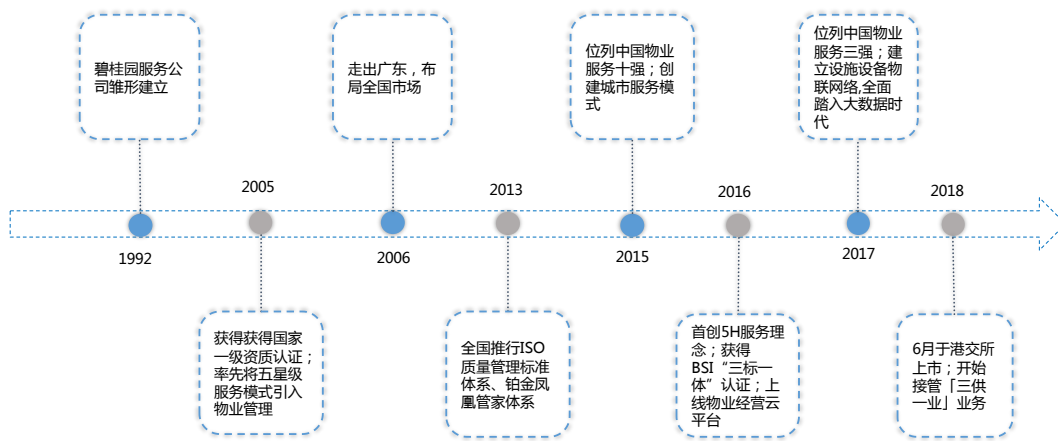 碧桂园服务公
司雏形建立
走出广东，布
局全国市场
位列中国物业
服务十强；创
建城市服务模
式
位列中国物业
服务三强；建
立设施设备物
联网络,全面
踏入大数据时
代
2005
2013
2016
2018
1992
2006
2015
2017
获得获得国家
一级资质认证；
率先将五星级
服务模式引入
物业管理
全国推行ISO
质量管理标准
体系、铂金凤
凰管家体系
首创5H服务理
念；获得
BSI“三标一
体”认证；上
线物业经营云
平台
6月于港交所
上市；开始
接管「三供
一业」业务